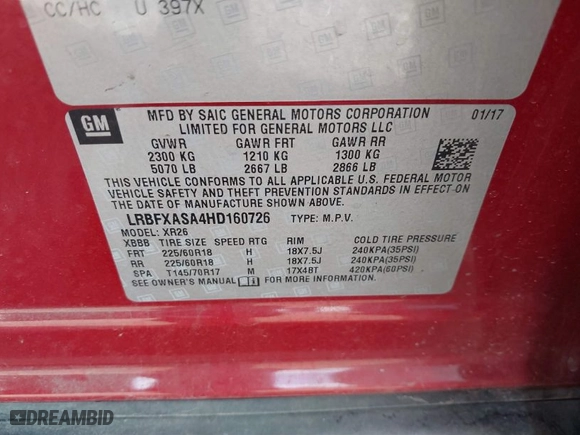 CC/HC U 397X
GM
MFD BY SAIC GENERAL MOTORS CORPORATION 01/17
LIMITED FOR GENERAL MOTORS LLC
GVWR GAWR FRT GAWR RR
2300 KG 1210 KG 1300 KG
5070 LB 2667 LB 2866 LB
THIS VEHICLE CONFORMS TO ALL APPLICABLE U.S. FEDERAL MOTOR
VEHICLE SAFETY AND THEFT PREVENTION STANDARDS IN EFFECT ON
THE DATE OF MANUFACTURE SHOWN ABOVE.
LRBFXASA4HD160726 TYPE: M.P.V.
MODEL: XR26
XBBB TIRE SIZE SPEED RTG RIM COLD TIRE PRESSURE
FRT 225/60R18 H 18X7.5J 240KPA(35PSI)
RR 225/60R18 H 18X7.5J 240KPA(35PSI)
SPA T145/70R17 M 17X4BT 420KPA(60PSI)
SEE OWNER'S MANUAL FOR MORE INFORMATION
DREAMBID